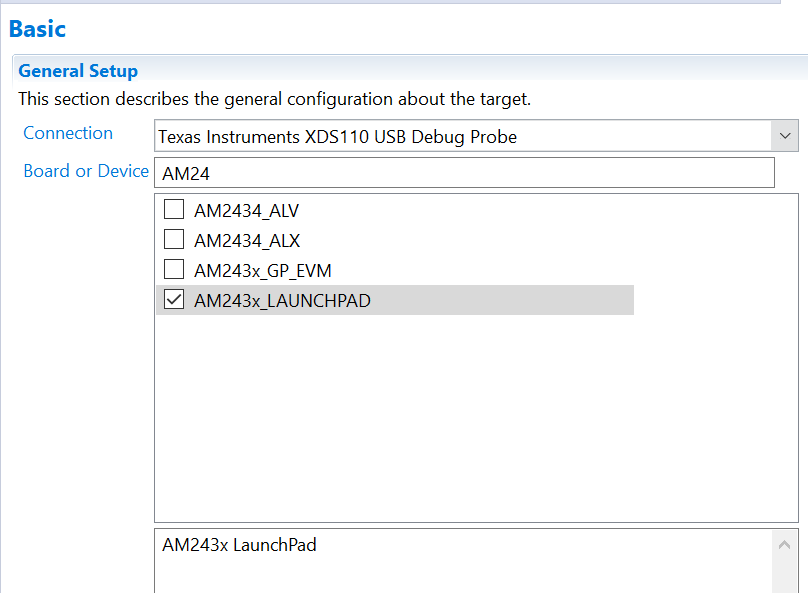 Basic
General Setup
This section describes the general configuration about the target.
Connection
Texas Instruments XDS110 USB Debug Probe
Board or Device
AM24
AM2434_ALV
AM2434_ALX
AM243x_GP_EVM
AM243x_LAUNCHPAD
AM243x LaunchPad